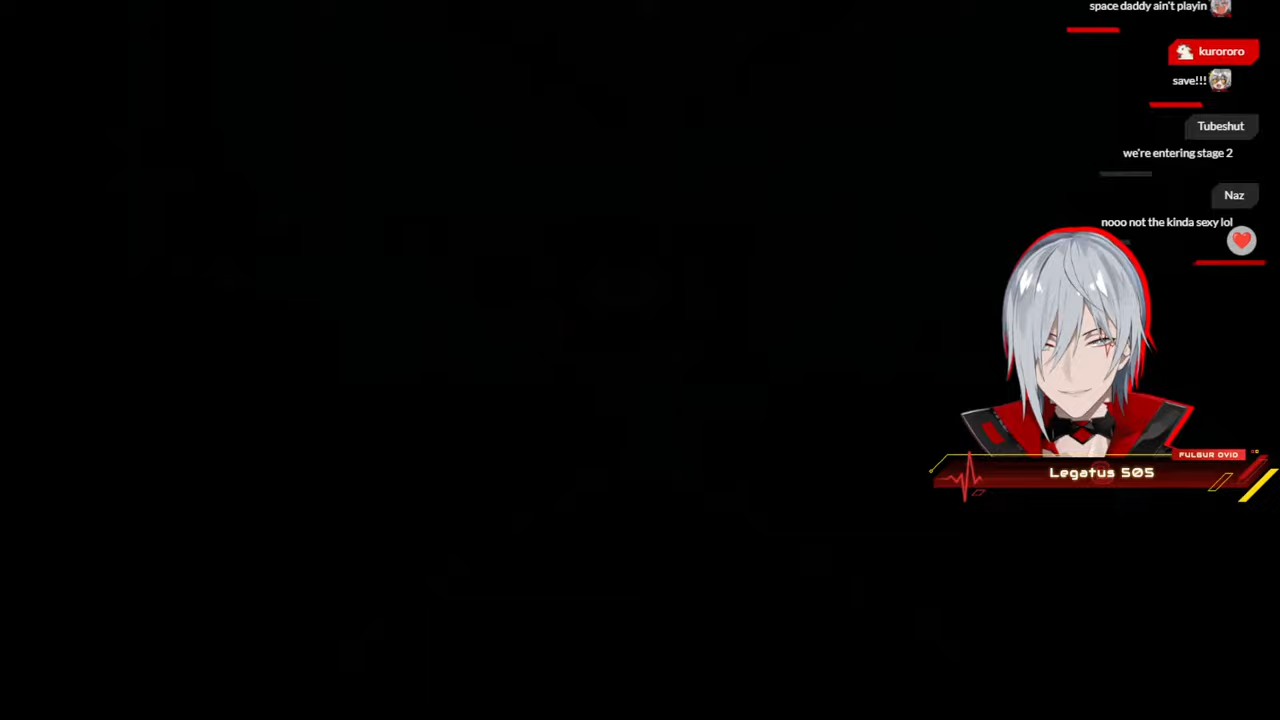 space daddy ain't playin
kurororo
save!!!
Tubeshut
we're entering stage 2
Naz
nooo not the kinda sexy lol
FULGUR OVID
Legatus 505